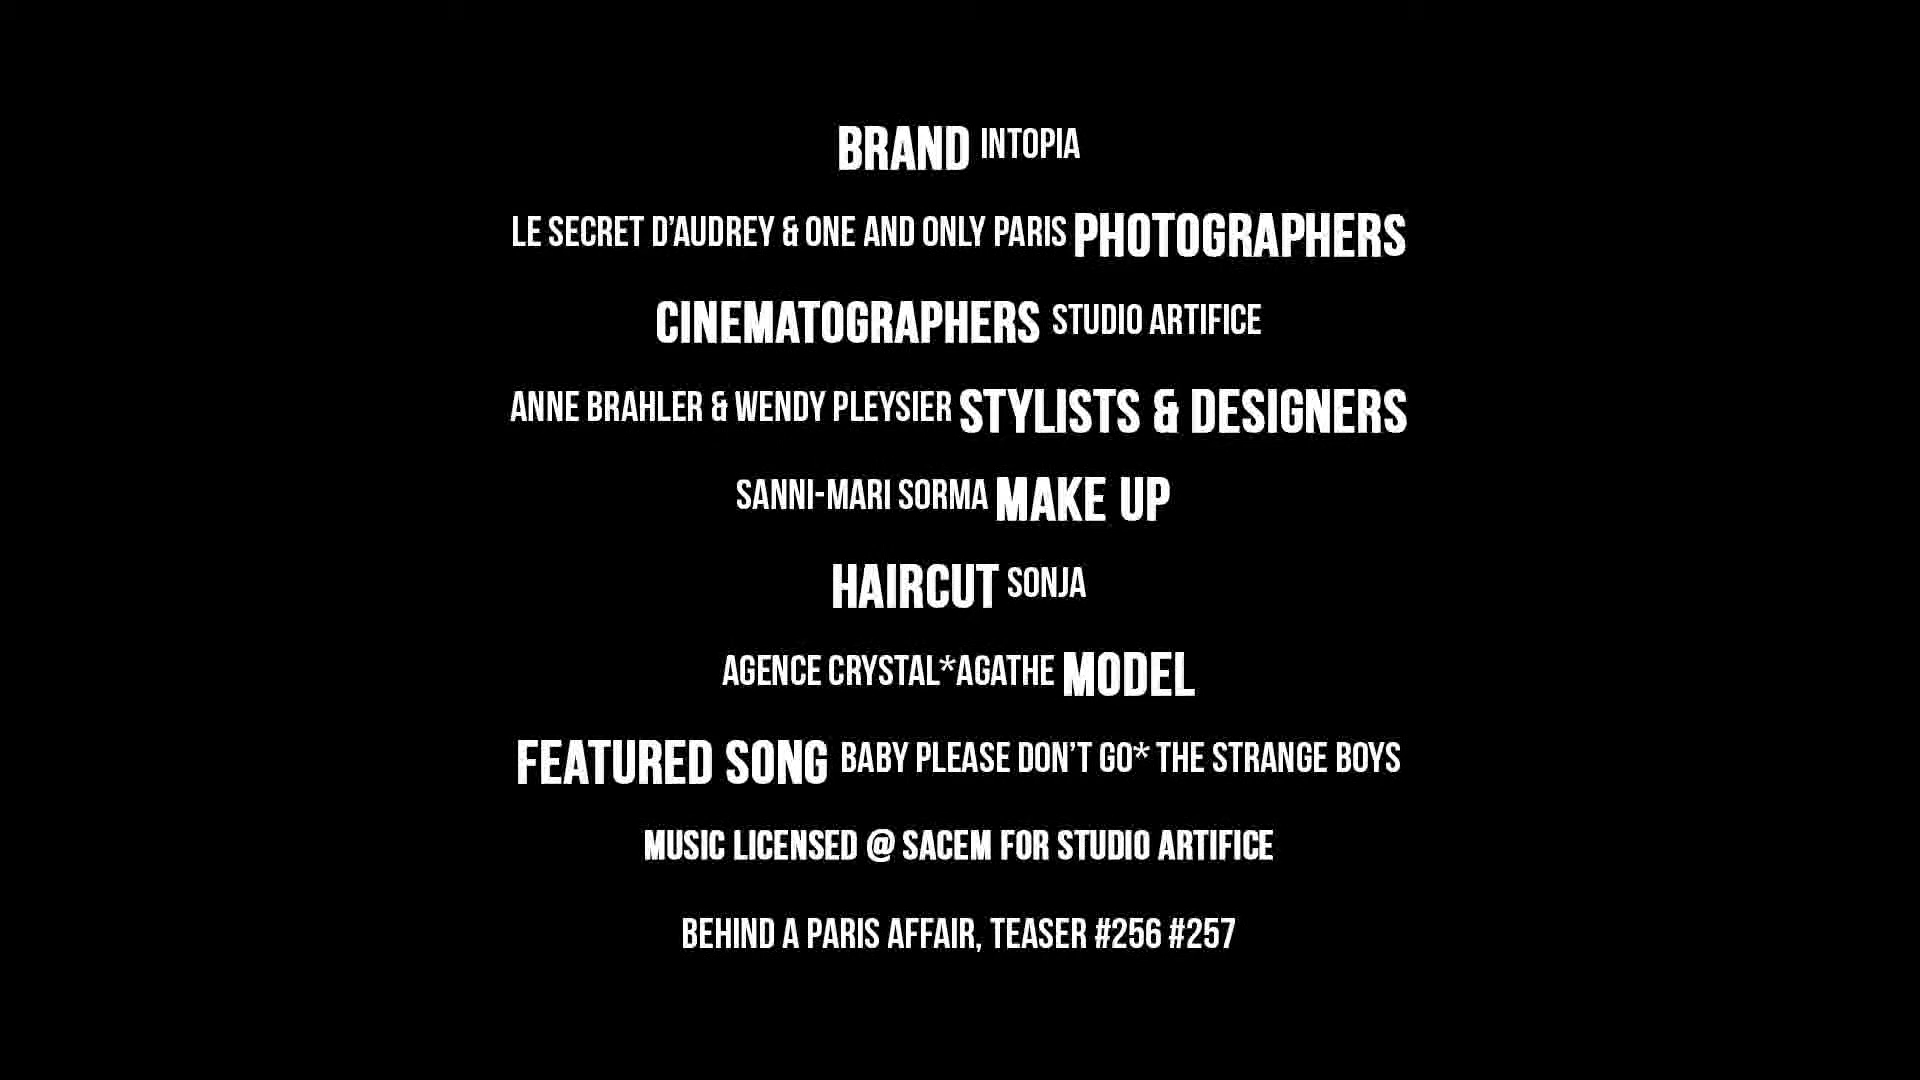 BRAND INTOPIA
LE SECRET D'AUDREY & ONE AND ONLY PARIS PHOTOGRAPHERS
CINEMATOGRAPHERS STUDIO ARTIFICE
ANNE BRAHLER & WENDY PLEYSIER STYLISTS & DESIGNERS
SANNI-MARI SORMA MAKE UP
HAIRCUT SONJA
AGENCE CRYSTAL*AGATHE MODEL
FEATURED SONG BABY PLEASE DON'T GO* THE STRANGE BOYS
MUSIC LICENSED @ SACEM FOR STUDIO ARTIFICE
BEHIND A PARIS AFFAIR, TEASER #256 #257